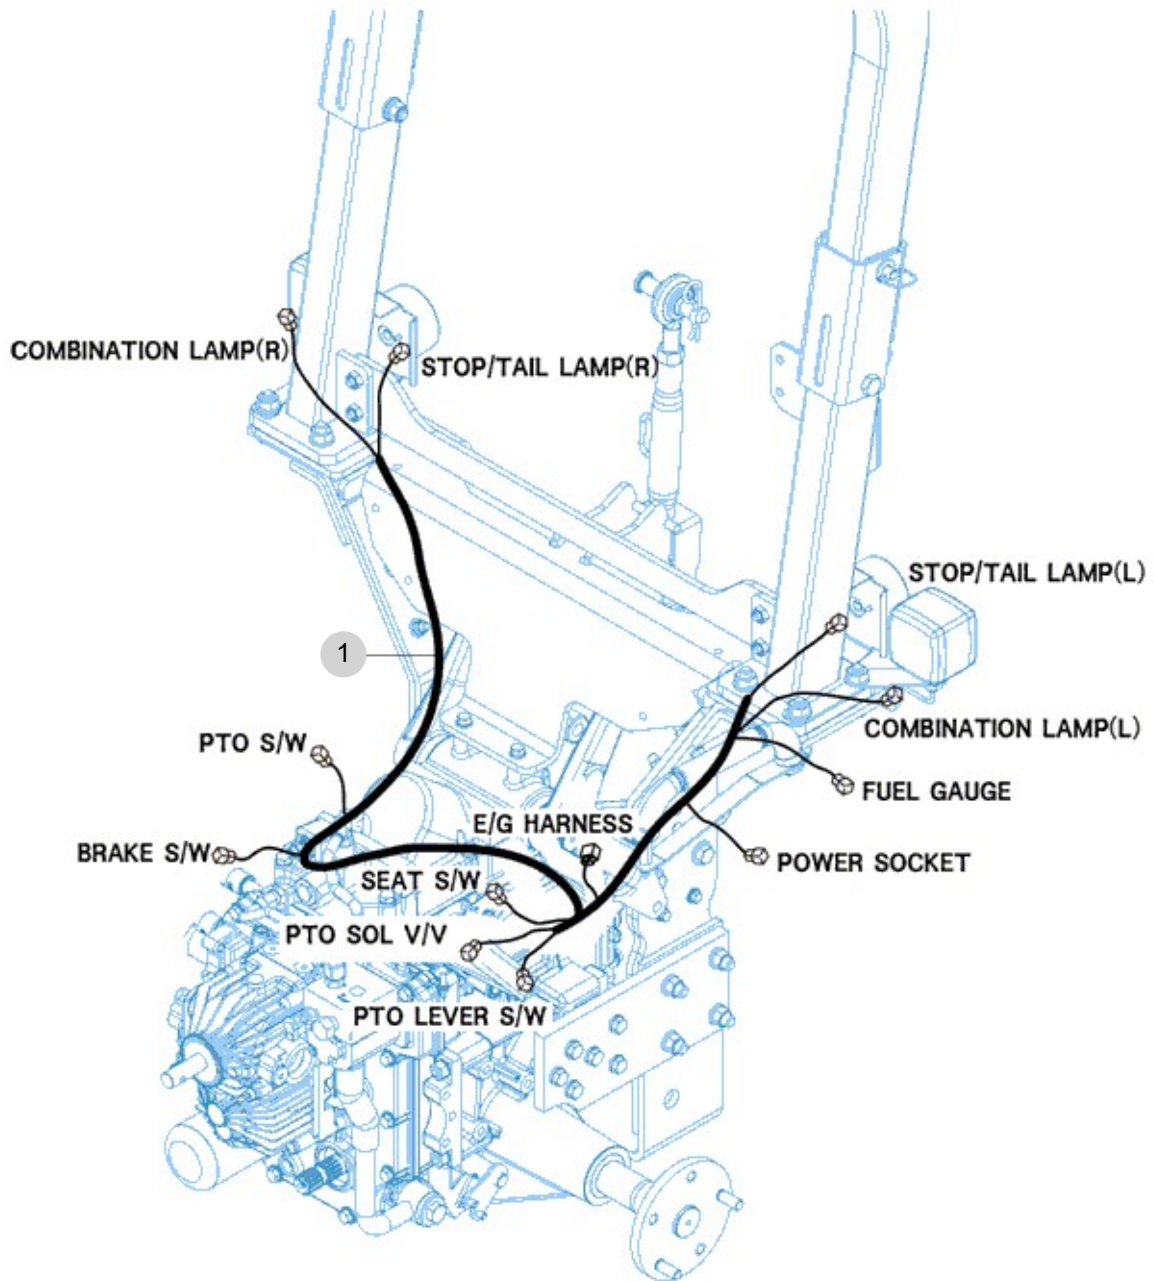 COMBINATION LAMP(R)
STOP/TAIL LAMP(R)
STOP/TAIL LAMP(L)
1
COMBINATION LAMP(L)
PTO S/W
FUEL GAUGE
E/G HARNESS
BRAKE S/W
POWER SOCKET
SEAT S/W
PTO SOL V/V
PTO LEVER S/W